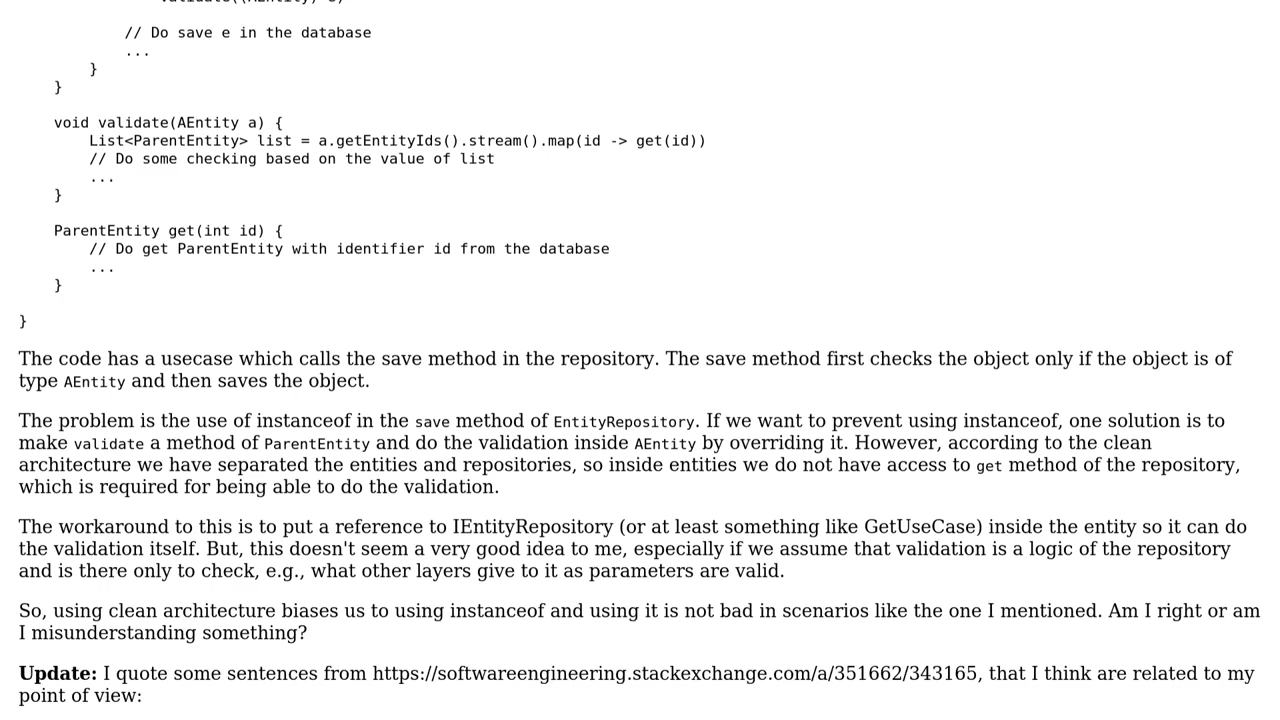 // Do save e in the database
...
}
}
void validate(AEntity a) {
List<ParentEntity> list = a.getEntityIds().stream().map(id -> get(id))
// Do some checking based on the value of list
...
}
ParentEntity get(int id) {
// Do get ParentEntity with identifier id from the database
...
}
}
The code has a usecase which calls the save method in the repository. The save method first checks the object only if the object is of
type AEntity and then saves the object.
The problem is the use of instanceof in the save method of EntityRepository. If we want to prevent using instanceof, one solution is to
make validate a method of ParentEntity and do the validation inside AEntity by overriding it. However, according to the clean
architecture we have separated the entities and repositories, so inside entities we do not have access to get method of the repository,
which is required for being able to do the validation.
The workaround to this is to put a reference to IEntityRepository (or at least something like GetUseCase) inside the entity so it can do
the validation itself. But, this doesn't seem a very good idea to me, especially if we assume that validation is a logic of the repository
and is there only to check, e.g., what other layers give to it as parameters are valid.
So, using clean architecture biases us to using instanceof and using it is not bad in scenarios like the one I mentioned. Am I right or am
I misunderstanding something?
Update: I quote some sentences from https://softwareengineering.stackexchange.com/a/351662/343165, that I think are related to my
point of view: